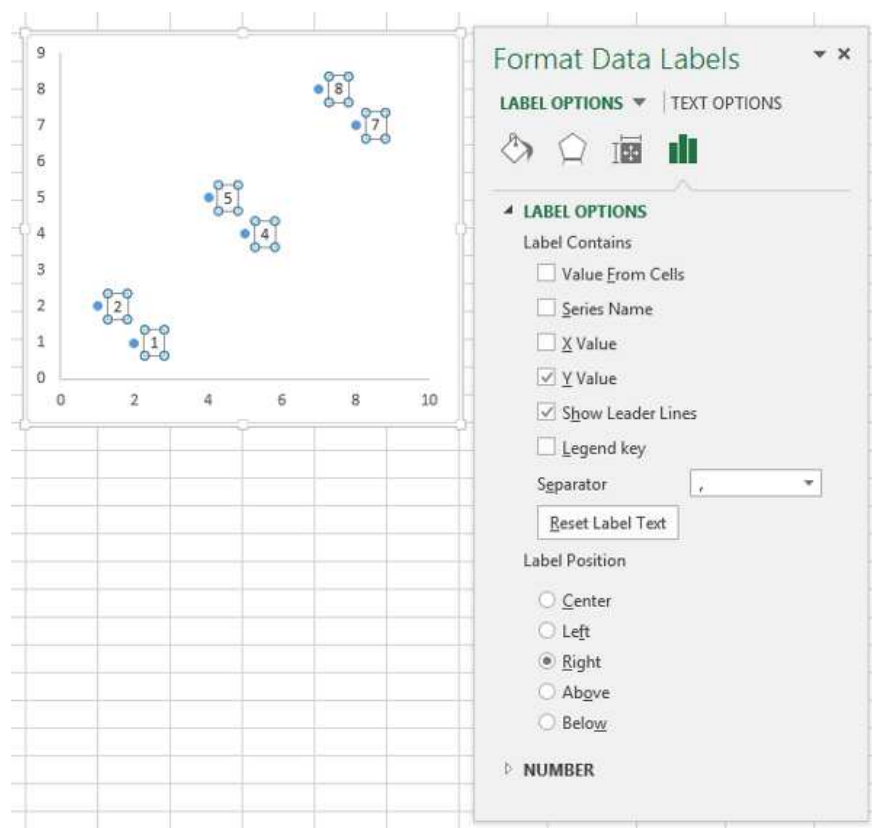 9
8
7
6
5
4
3
2
1
0
8
7
5
4
2
1
0 2 4 6 8 10
Format Data Labels
LABEL OPTIONS TEXT OPTIONS
LABEL OPTIONS
Label Contains
Value From Cells
Series Name
X Value
Y Value
Show Leader Lines
Legend key
Separator ,
Reset Label Text
Label Position
Center
Left
Right
Above
Below
NUMBER